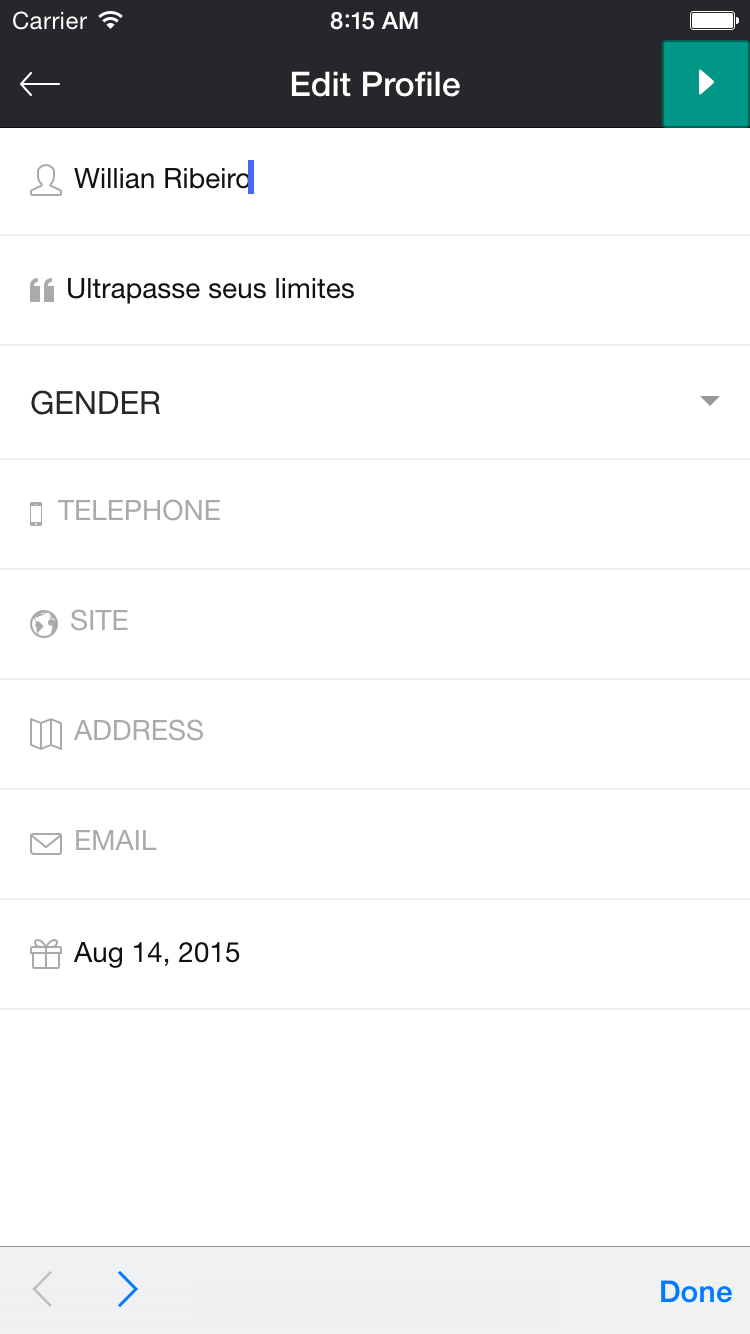 Carrier 8:15 AM
Edit Profile
Willian Ribeiro
Ultrapasse seus limites
GENDER
TELEPHONE
SITE
ADDRESS
EMAIL
Aug 14, 2015
Done